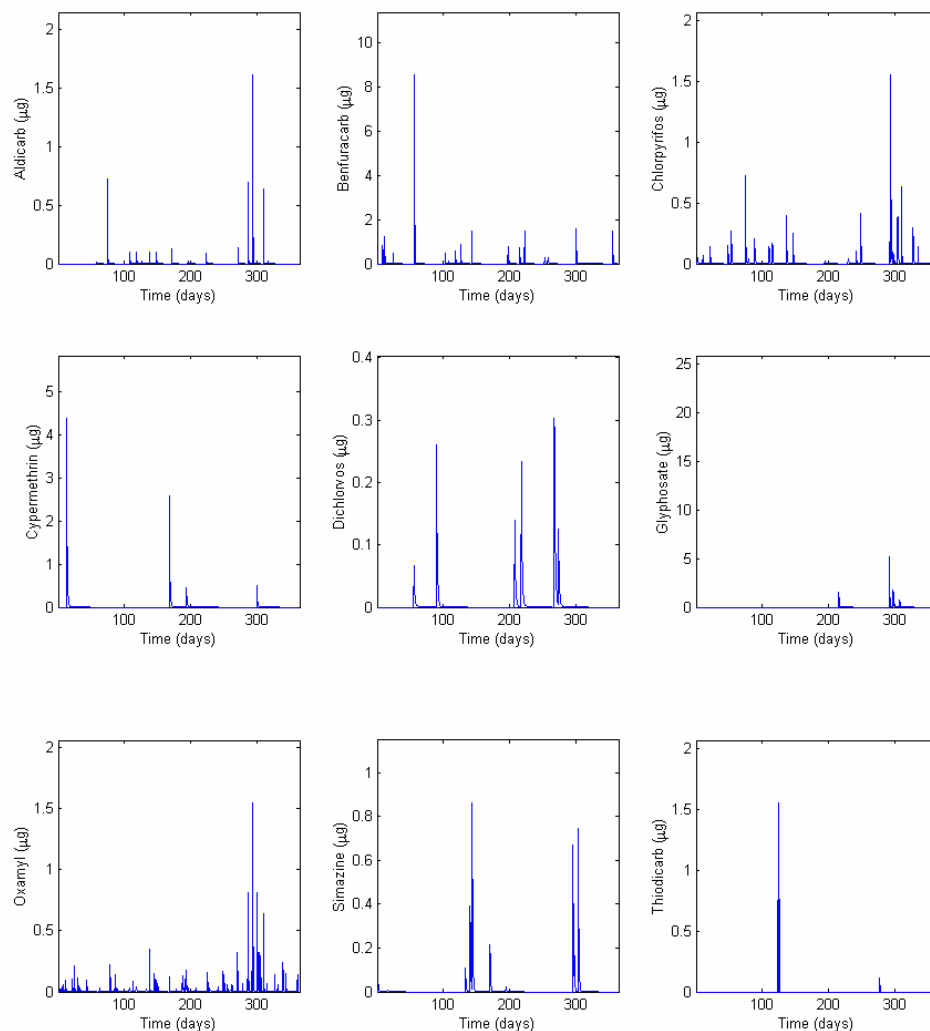 2
1.5
1
0.5
0
Aldicarb (µg)
100 200 300
Time (days)
10
8
6
4
2
0
Benfuracarb (µg)
100 200 300
Time (days)
2
1.5
1
0.5
0
Chlorpyrifos (µg)
100 200 300
Time (days)
5
4
3
2
1
0
Cypermethrin (µg)
100 200 300
Time (days)
0.4
0.3
0.2
0.1
0
Dichlorvos (µg)
100 200 300
Time (days)
25
20
15
10
5
0
Glyphosate (µg)
100 200 300
Time (days)
2
1.5
1
0.5
0
Oxamyl (µg)
100 200 300
Time (days)
1
0.8
0.6
0.4
0.2
0
Simazine (µg)
100 200 300
Time (days)
2
1.5
1
0.5
0
Thiodicarb (µg)
100 200 300
Time (days)